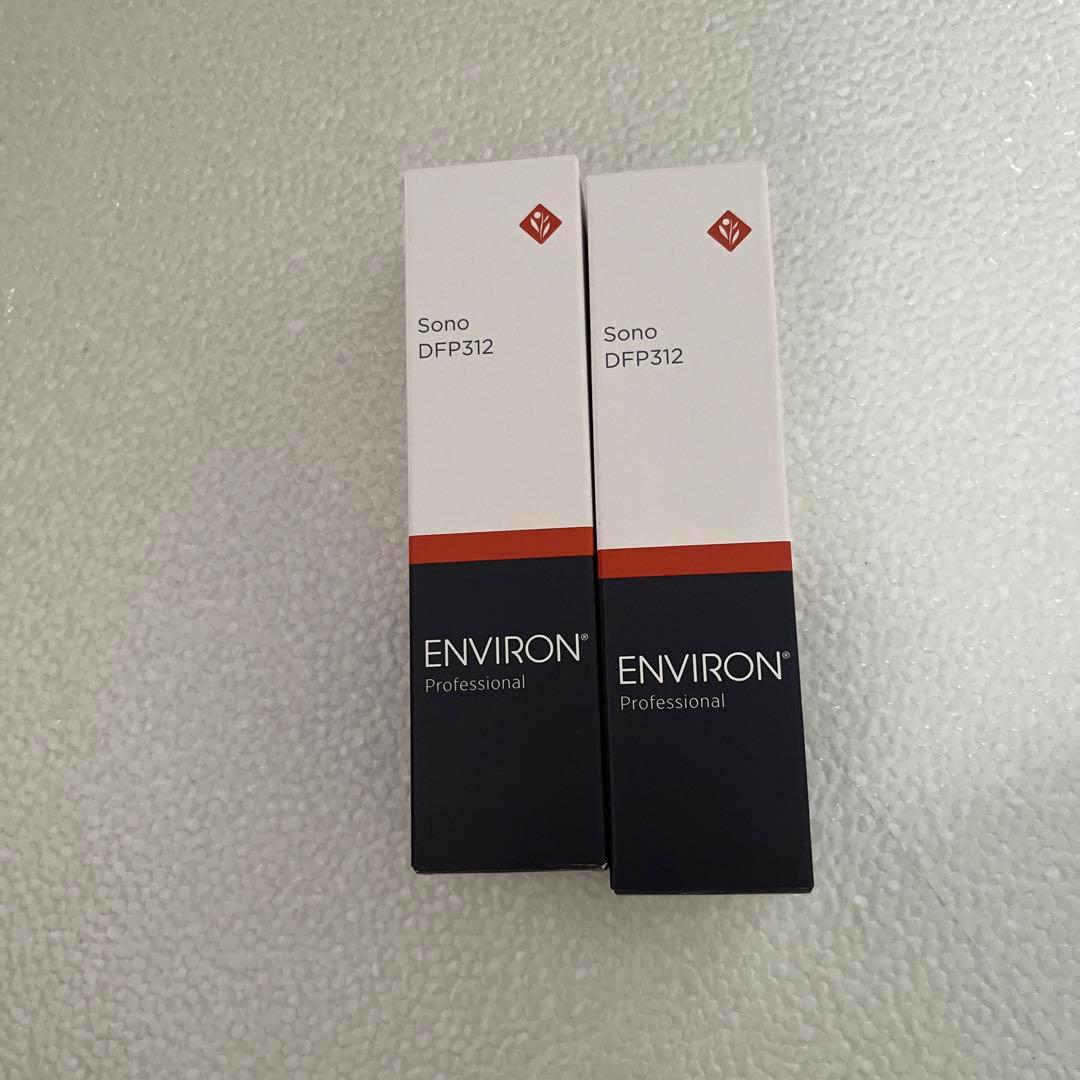 Sono
DFP312
ENVIRON®
Professional
Sono
DFP312
ENVIRON®
Professional